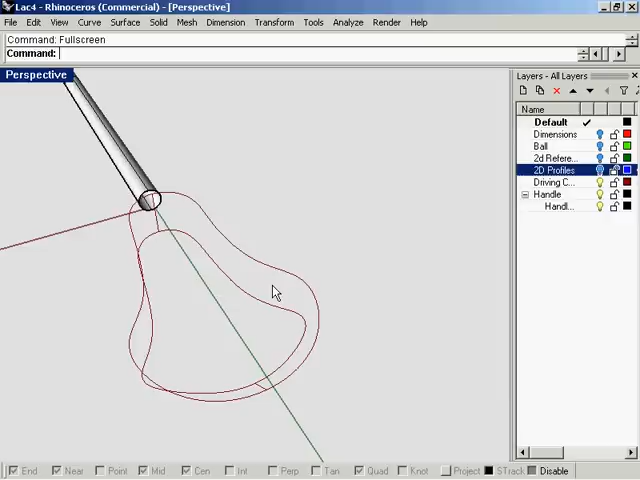 Lac4 - Rhinoceros (Commercial) - [Perspective]
File Edit View Curve Surface Solid Mesh Dimension Transform Tools Analyze Render Help
Command: Fullscreen
Command:
Perspective
Layers - All Layers
Name
Default
Dimensions
Ball
2d Refere...
2D Profiles
Driving C...
Handle
Handl...
End Near Point Mid Cen Int Perp Tan Quad Knot Project STrack Disable